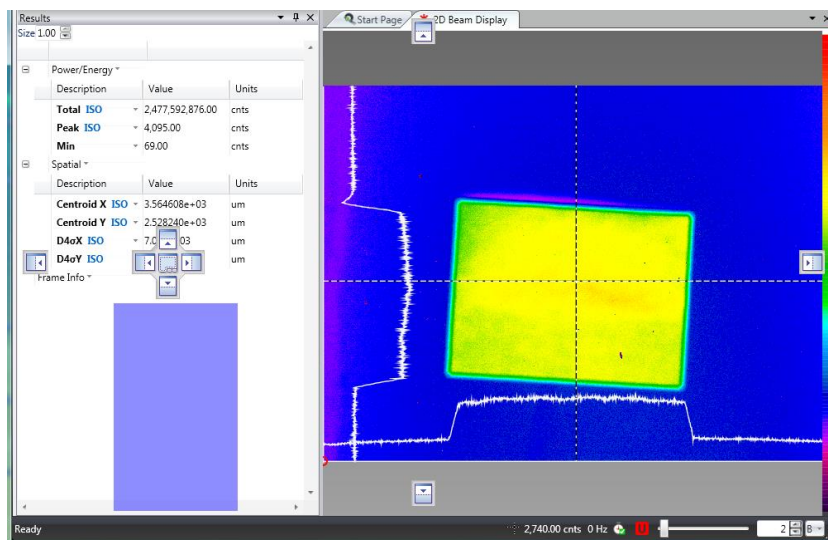 Results
Size 1.00
Power/Energy
Description Value Units
Total ISO 2,477,592,876.00 cnts
Peak ISO 4,095.00 cnts
Min 69.00 cnts
Spatial
Description Value Units
Centroid X ISO 3.564608e+03 um
Centroid Y ISO 2.528240e+03 um
D4σX ISO um
D4σY ISO um
Frame Info
Start Page 2D Beam Display
Ready 2,740.00 cnts 0 Hz U 2 B